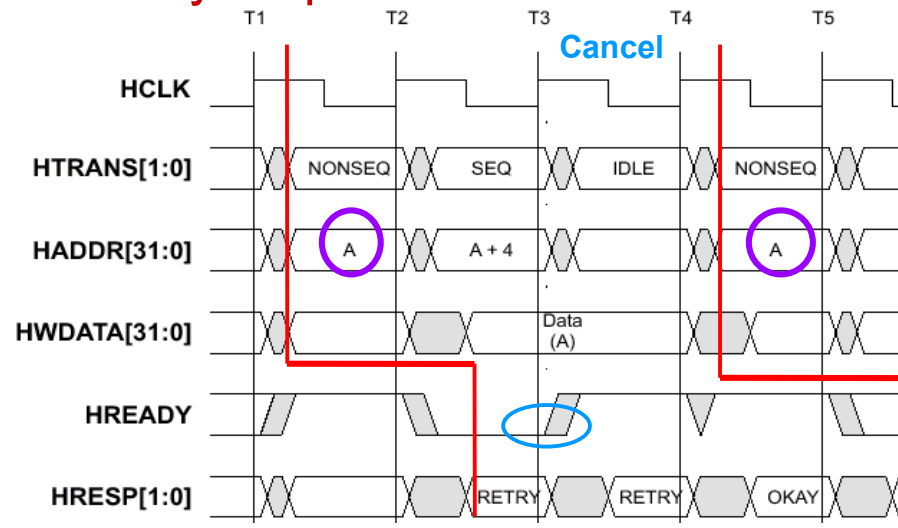 T1 T2 T3 T4 T5
Cancel
HCLK
HTRANS[1:0] NONSEQ SEQ IDLE NONSEQ
HADDR[31:0] A A + 4 A
HWDATA[31:0] Data
(A)
HREADY
HRESP[1:0] RETRY RETRY OKAY